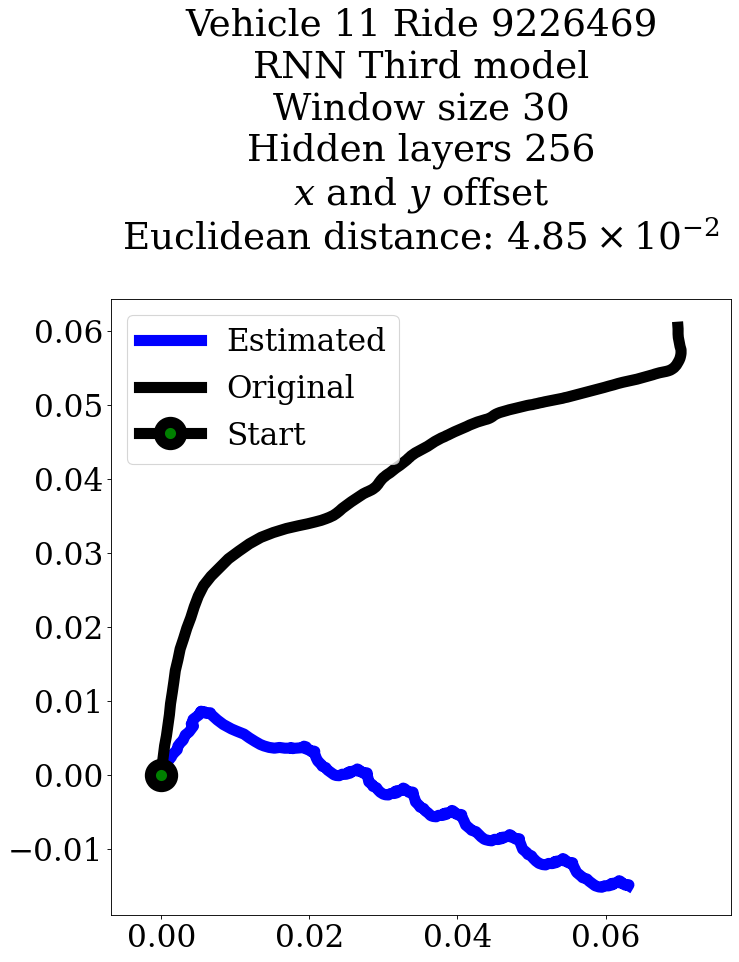 Vehicle 11 Ride 9226469
RNN Third model
Window size 30
Hidden layers 256
x and y offset
Euclidean distance: 4.85 × 10⁻²
Estimated
Original
Start
0.06
0.05
0.04
0.03
0.02
0.01
0.00
−0.01
0.00 0.02 0.04 0.06